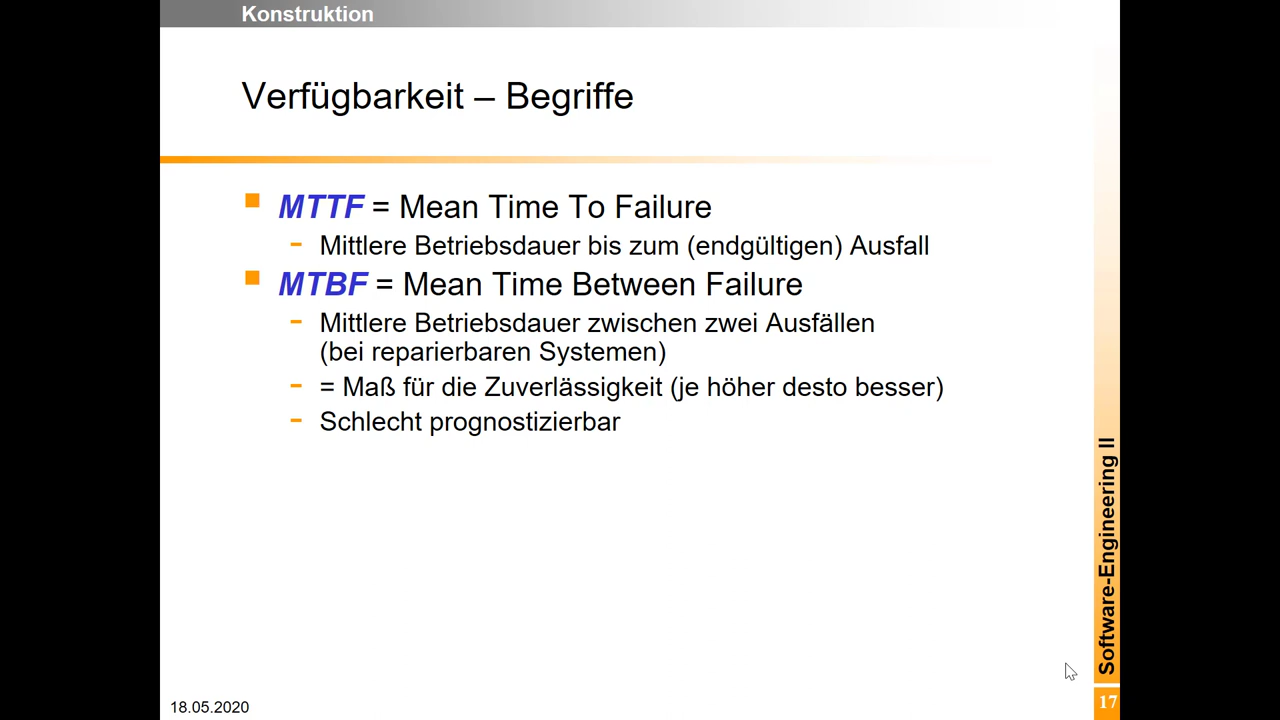 Konstruktion
Verfügbarkeit – Begriffe
MTTF = Mean Time To Failure
- Mittlere Betriebsdauer bis zum (endgültigen) Ausfall
MTBF = Mean Time Between Failure
- Mittlere Betriebsdauer zwischen zwei Ausfällen
(bei reparierbaren Systemen)
- = Maß für die Zuverlässigkeit (je höher desto besser)
- Schlecht prognostizierbar
Software-Engineering II
18.05.2020
17